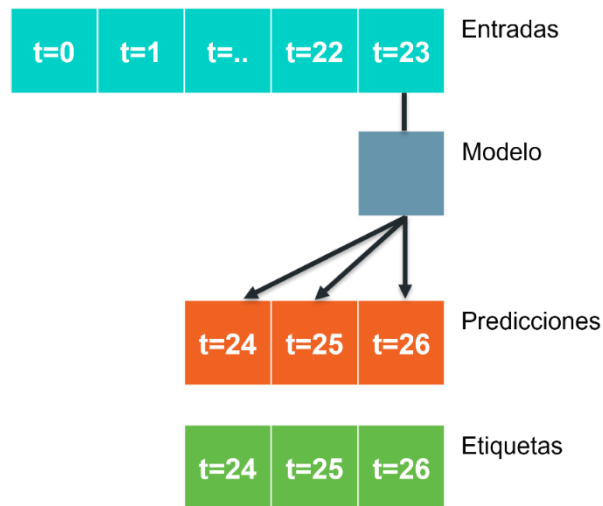 Entradas
t=0 t=1 t=.. t=22 t=23
Modelo
Predicciones
t=24 t=25 t=26
Etiquetas
t=24 t=25 t=26